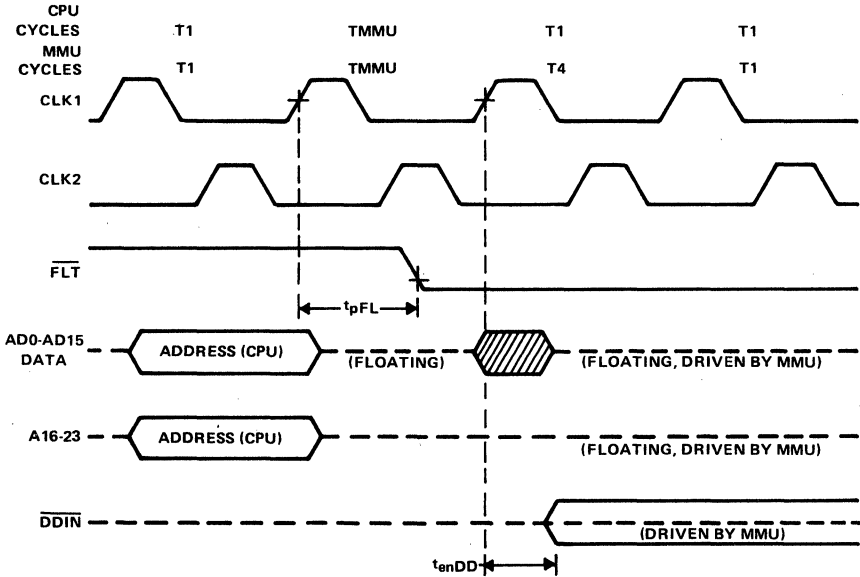 CPU
CYCLES T1 TMMU T1 T1
MMU
CYCLES T1 TMMU T4 T1
CLK1
CLK2
FLT
tpFL
AD0-AD15
DATA
ADDRESS (CPU) (FLOATING) (FLOATING, DRIVEN BY MMU)
A16-23 ADDRESS (CPU) (FLOATING, DRIVEN BY MMU)
DDIN (DRIVEN BY MMU)
tenDD